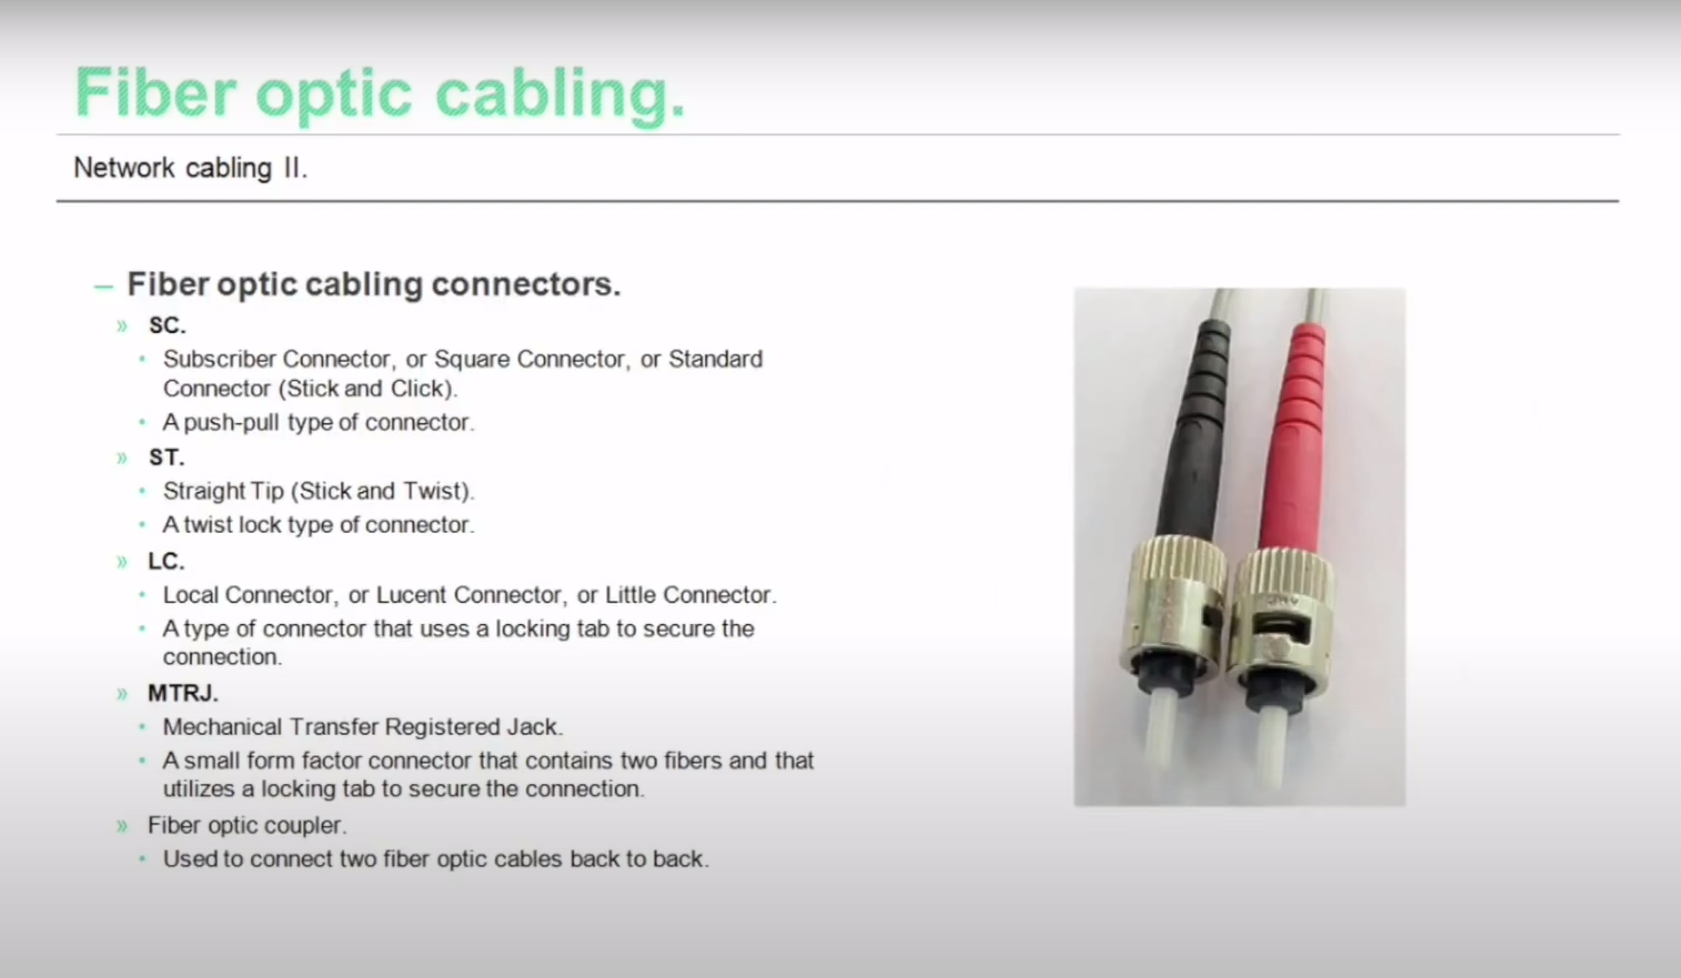 Fiber optic cabling.
Network cabling II.
– Fiber optic cabling connectors.
» SC.
• Subscriber Connector, or Square Connector, or Standard
Connector (Stick and Click).
• A push-pull type of connector.
» ST.
• Straight Tip (Stick and Twist).
• A twist lock type of connector.
» LC.
• Local Connector, or Lucent Connector, or Little Connector.
• A type of connector that uses a locking tab to secure the
connection.
» MTRJ.
• Mechanical Transfer Registered Jack.
• A small form factor connector that contains two fibers and that
utilizes a locking tab to secure the connection.
» Fiber optic coupler.
• Used to connect two fiber optic cables back to back.